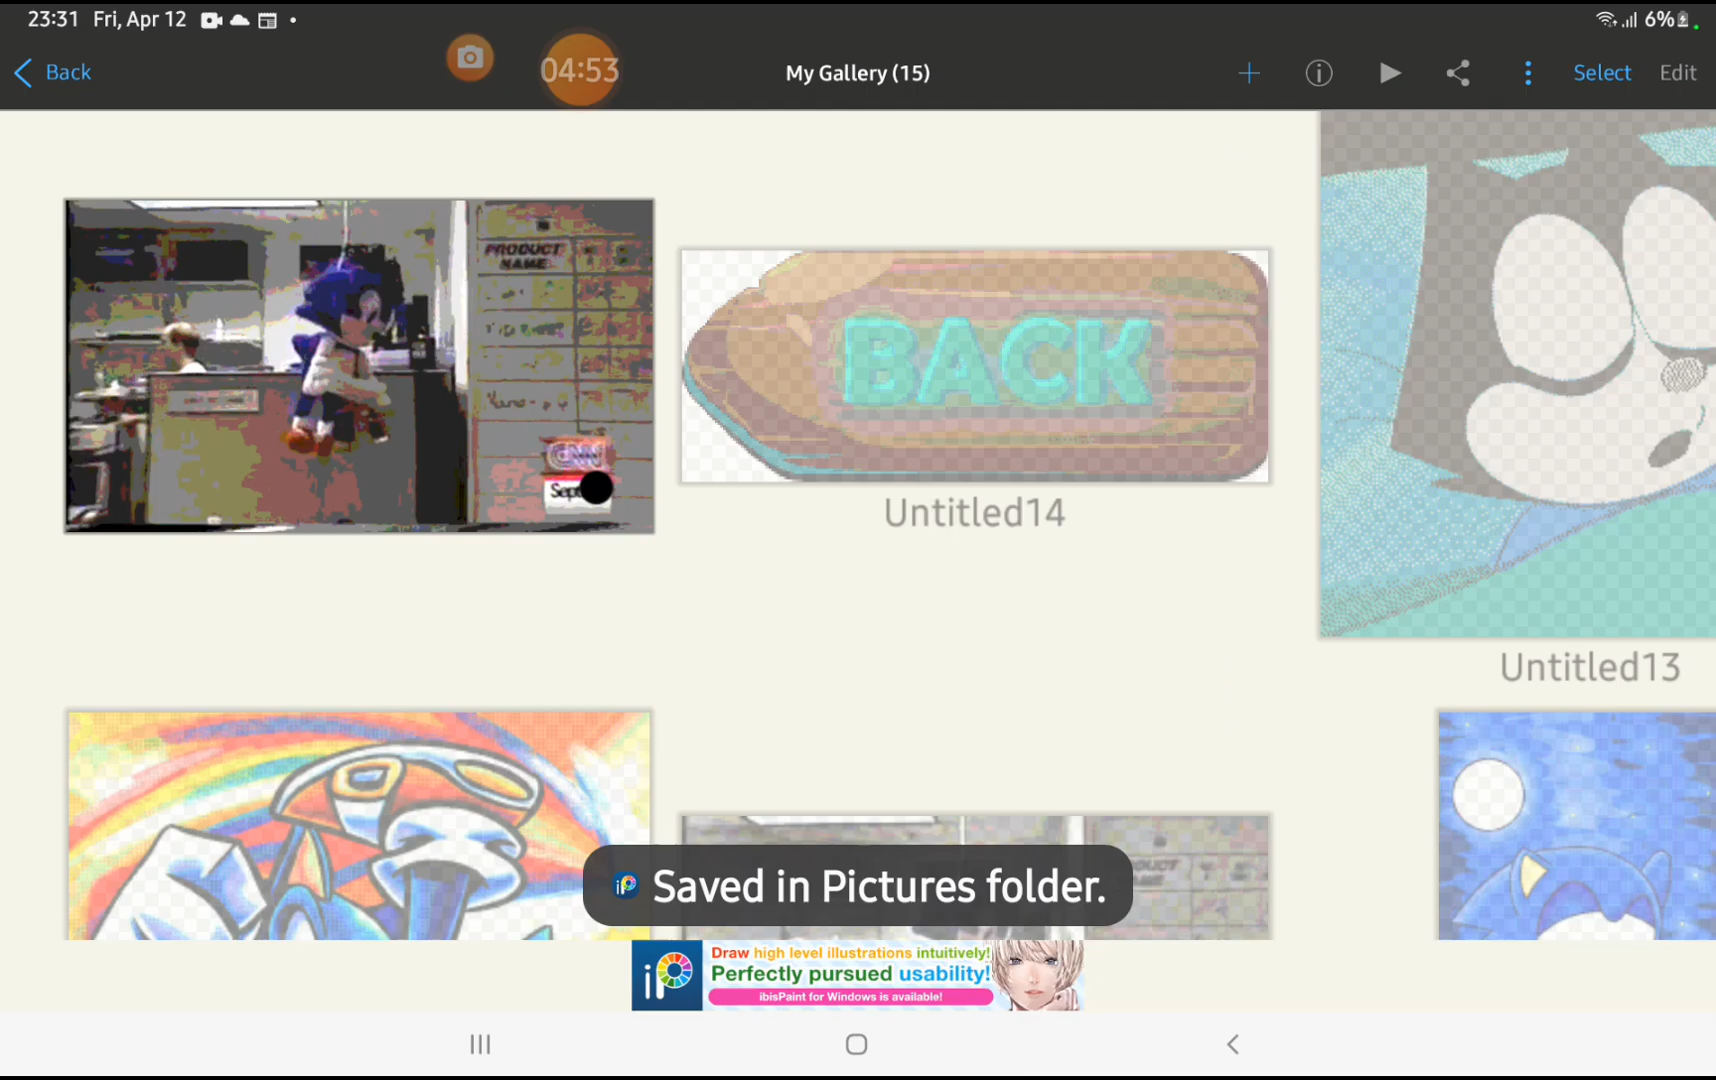 23:31 Fri, Apr 12
6%
Back
04:53
My Gallery (15)
Select
Edit
PRODUCT
NAME
CNN
BACK
Untitled14
Untitled13
Saved in Pictures folder.
iP
Draw high level illustrations intuitively!
Perfectly pursued usability!
ibisPaint for Windows is available!